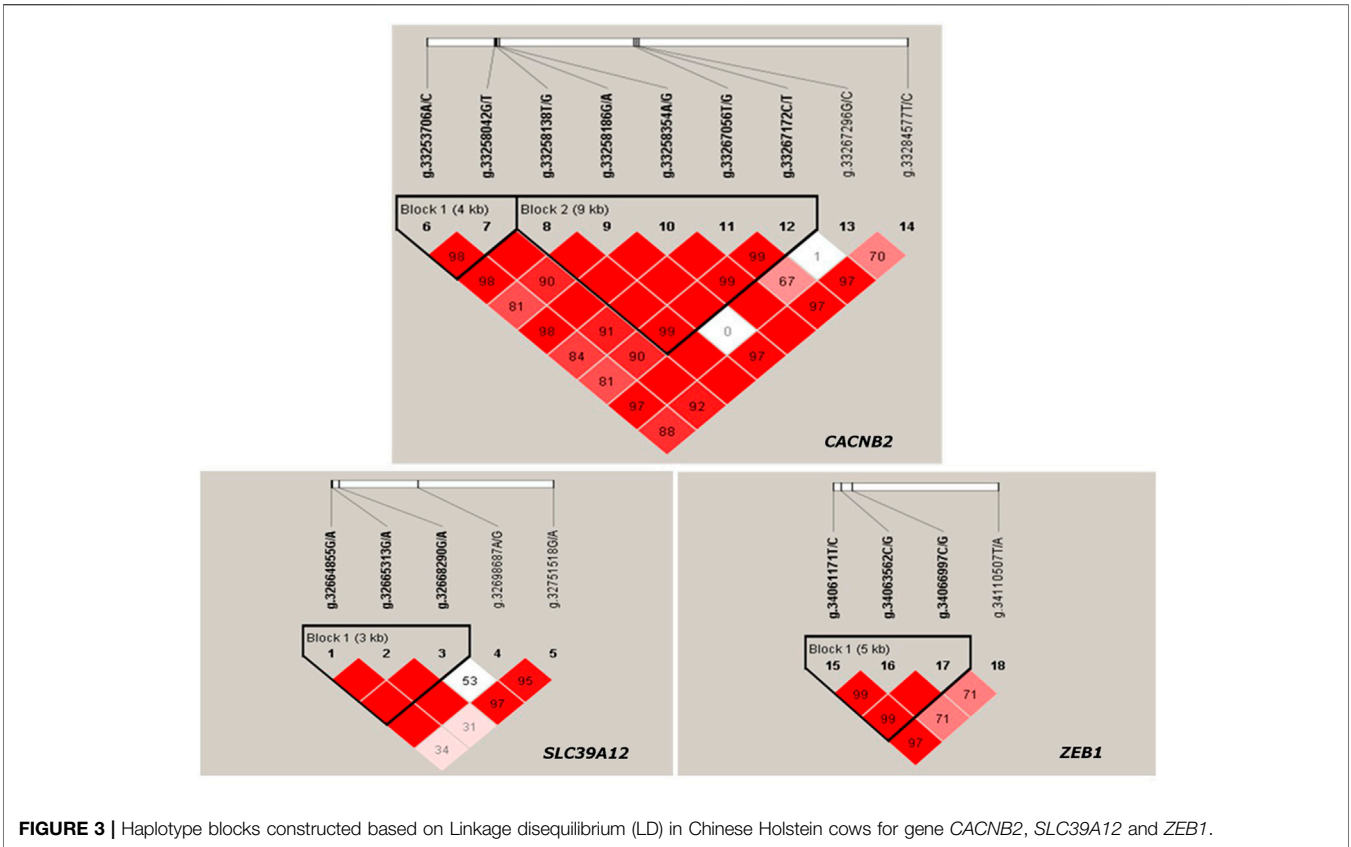 g.33253706A/C
g.33258042G/T
g.33258138T/G
g.33258186G/A
g.33258354A/G
g.33267056T/G
g.33267172C/T
g.33267296G/C
g.33284577T/C
Block 1 (4 kb) Block 2 (9 kb)
6 7 8 9 10 11 12 13 14
98 99 1 70
98 90 99 67 97
81 97
98 91 99 0
84 90 97
81
97 92
88
CACNB2
g.32664855G/A
g.32665313G/A
g.32668290G/A
g.32698687A/G
g.32751518G/A
Block 1 (3 kb)
1 2 3 4 5
53 95
97
31
34
SLC39A12
g.34061171T/C
g.34063562C/G
g.34066997C/G
g.34110507T/A
Block 1 (5 kb)
15 16 17 18
99 71
99 71
97
ZEB1
FIGURE 3 | Haplotype blocks constructed based on Linkage disequilibrium (LD) in Chinese Holstein cows for gene CACNB2, SLC39A12 and ZEB1.